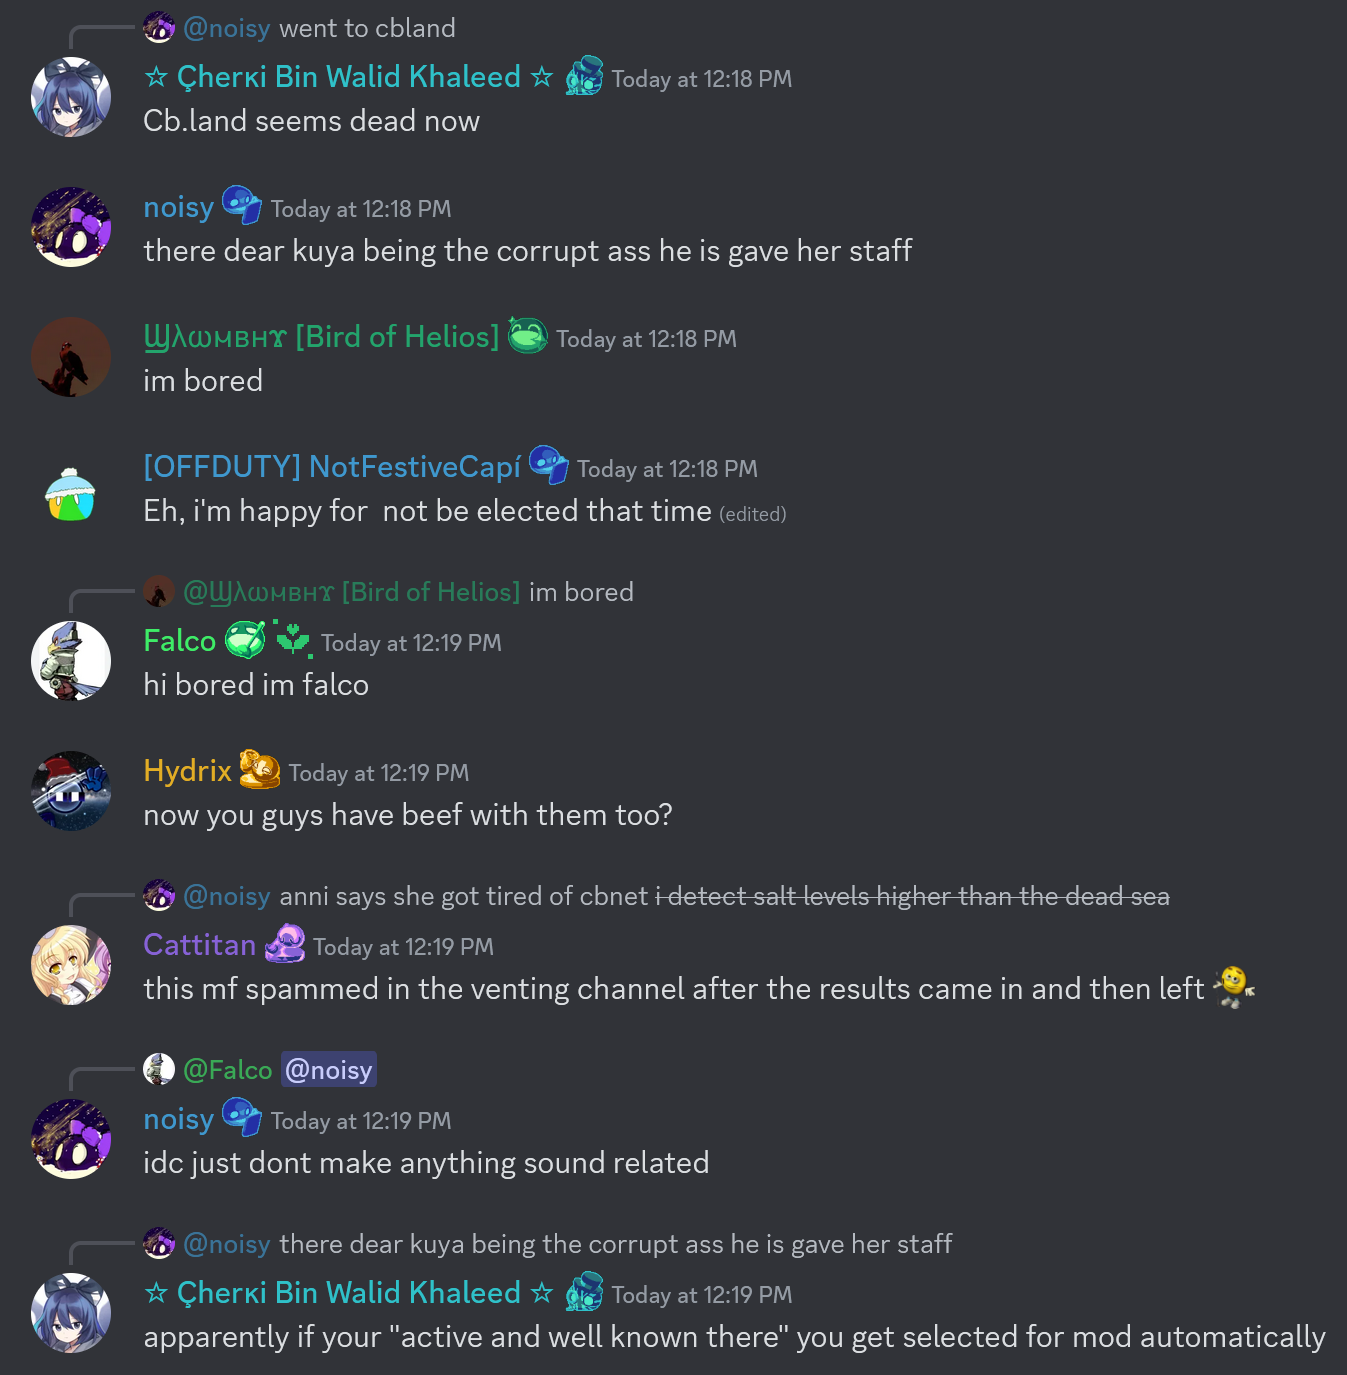 @noisy went to cbland
☆ Çherкi Bin Walid Khaleed ☆ Today at 12:18 PM
Cb.land seems dead now
noisy Today at 12:18 PM
there dear kuya being the corrupt ass he is gave her staff
[Bird of Helios] Today at 12:18 PM
im bored
[OFFDUTY] NotFestiveCapí Today at 12:18 PM
Eh, i'm happy for  not be elected that time (edited)
[Bird of Helios] im bored
Falco Today at 12:19 PM
hi bored im falco
Hydrix Today at 12:19 PM
now you guys have beef with them too?
@noisy anni says she got tired of cbnet i detect salt levels higher than the dead sea
Cattitan Today at 12:19 PM
this mf spammed in the venting channel after the results came in and then left
@Falco @noisy
noisy Today at 12:19 PM
idc just dont make anything sound related
@noisy there dear kuya being the corrupt ass he is gave her staff
☆ Çherкi Bin Walid Khaleed ☆ Today at 12:19 PM
apparently if your "active and well known there" you get selected for mod automatically